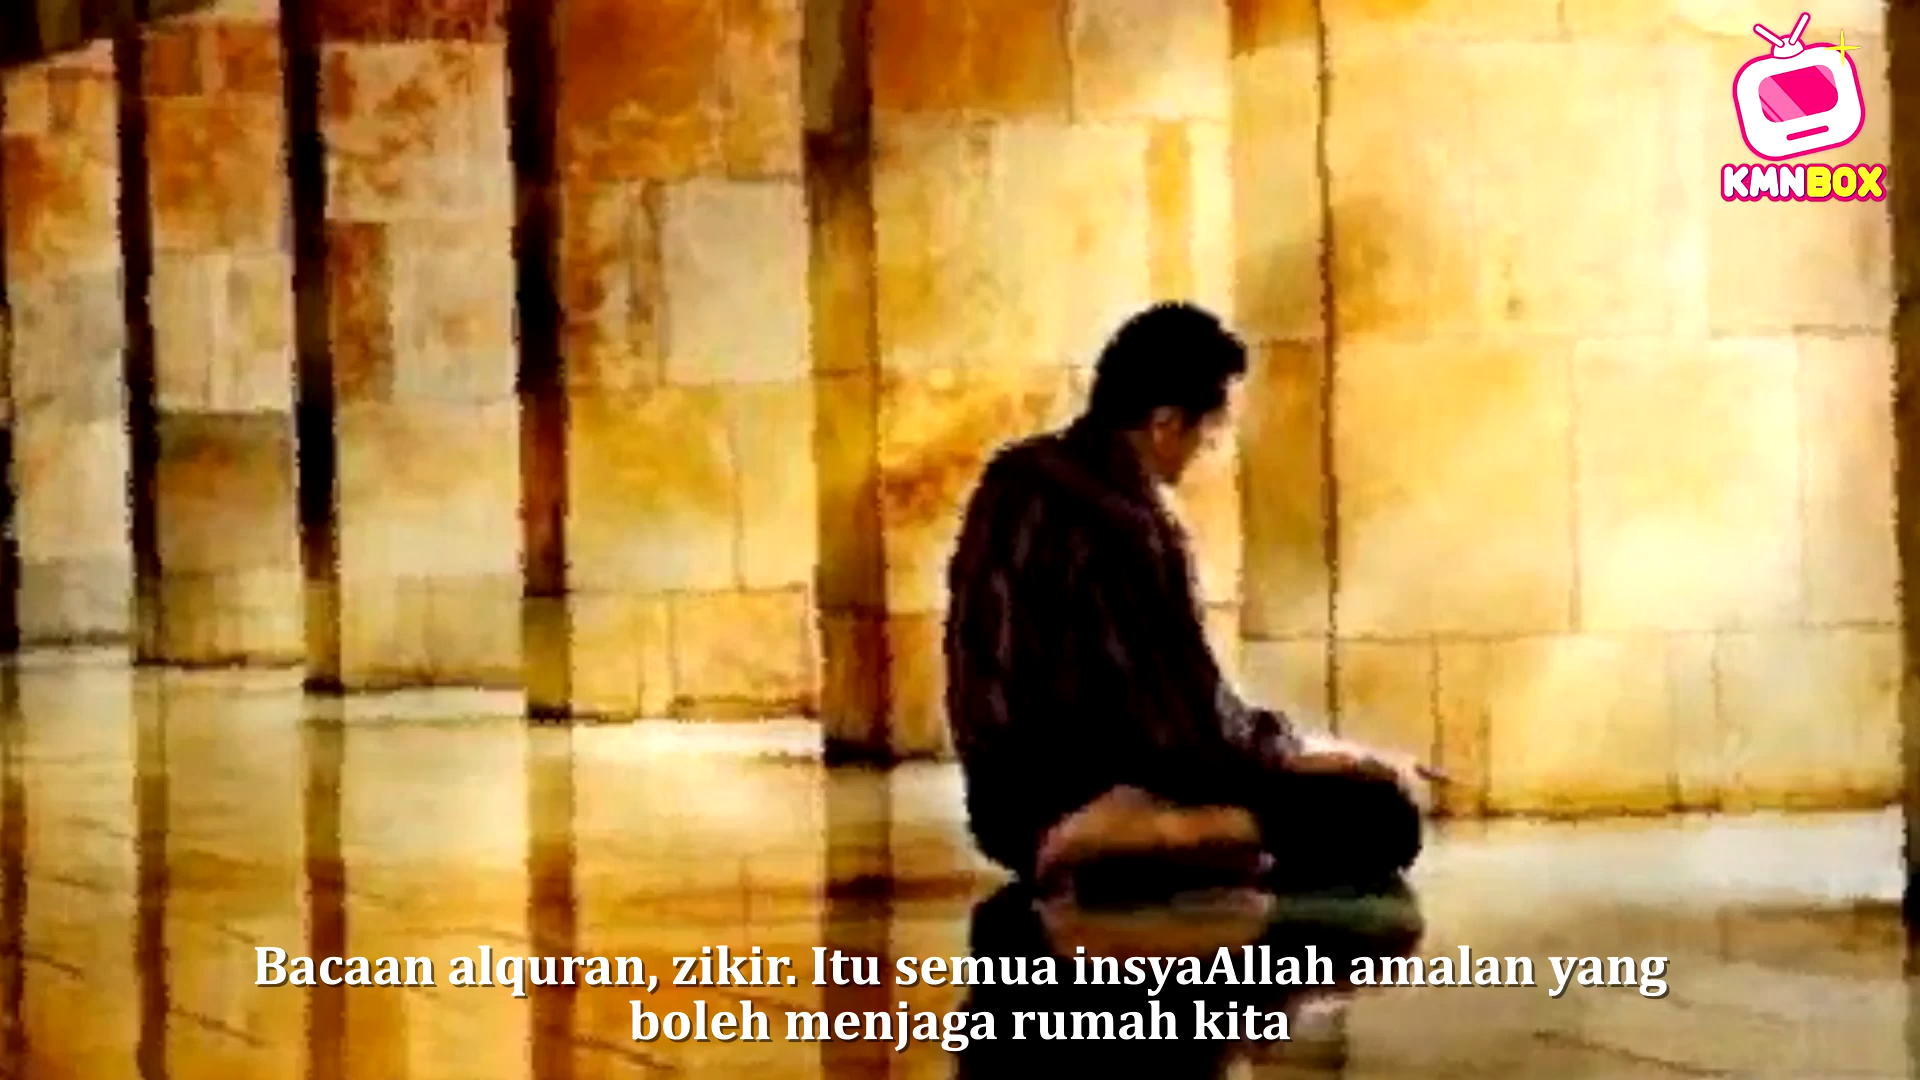 KMNBOX
Bacaan alquran, zikir. Itu semua insyaAllah amalan yang
boleh menjaga rumah kita